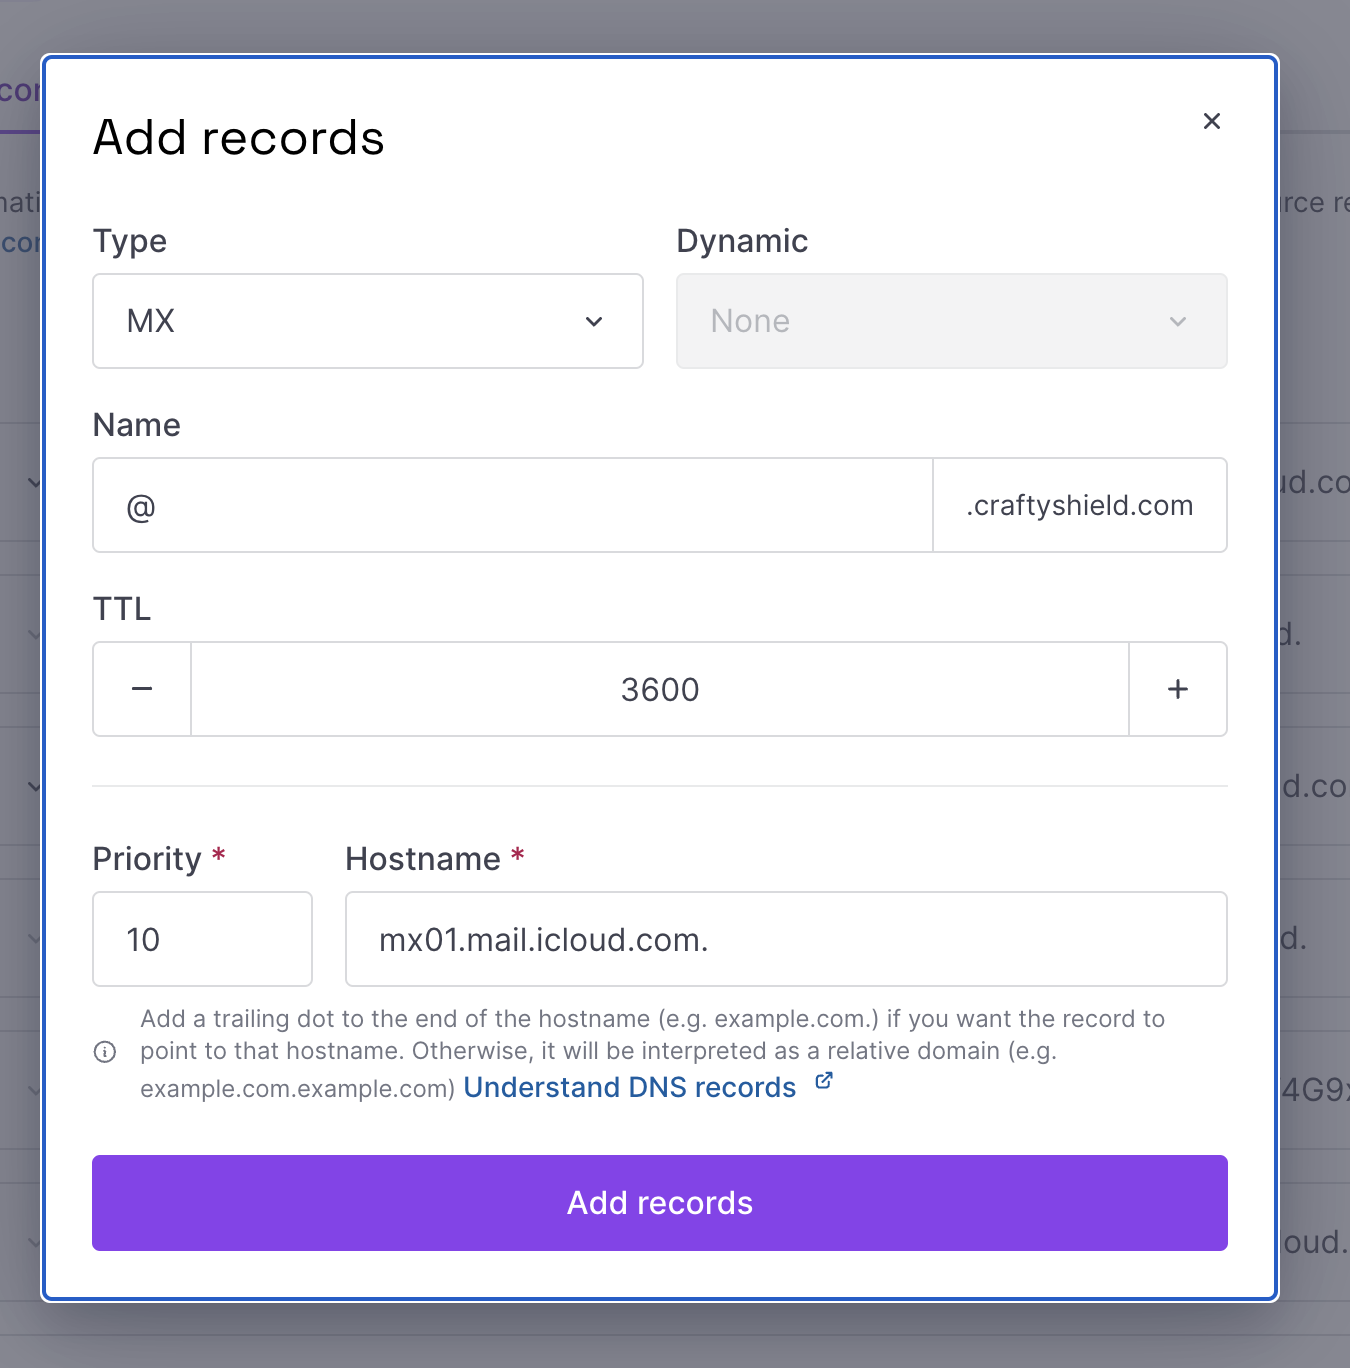 Add records
Type
Dynamic
MX
None
Name
@
.craftyshield.com
TTL
3600
Priority *
Hostname *
10
mx01.mail.icloud.com.
Add a trailing dot to the end of the hostname (e.g. example.com.) if you want the record to
point to that hostname. Otherwise, it will be interpreted as a relative domain (e.g.
example.com.example.com) Understand DNS records
Add records